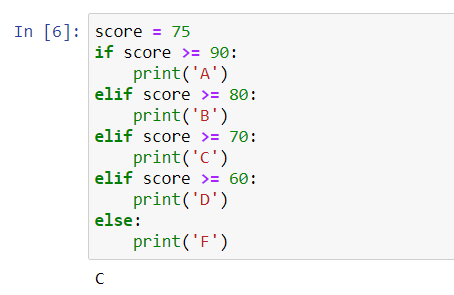 In [6]: score = 75
if score >= 90:
    print('A')
elif score >= 80:
    print('B')
elif score >= 70:
    print('C')
elif score >= 60:
    print('D')
else:
    print('F')
C